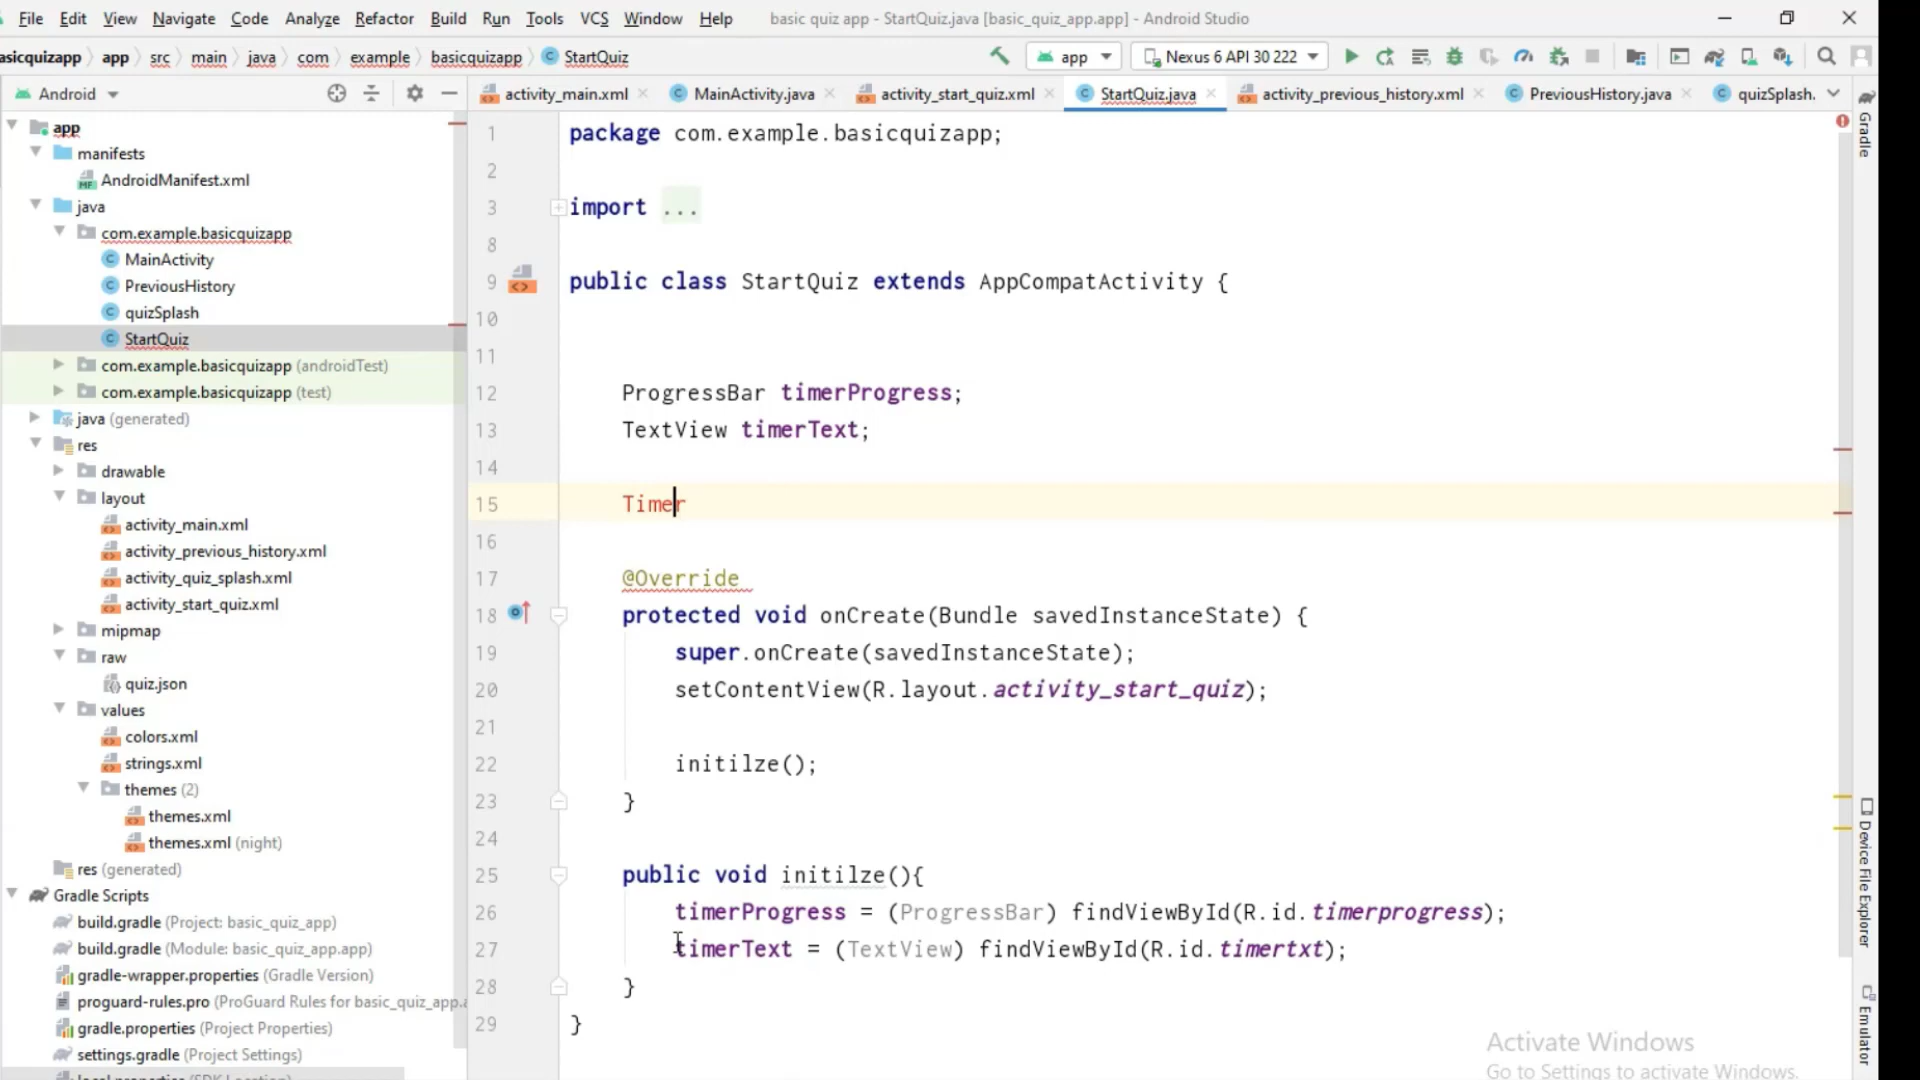 File Edit View Navigate Code Analyze Refactor Build Run Tools VCS Window Help basic quiz app - StartQuiz.java [basic_quiz_app.app] - Android Studio
asicquizapp app src main java com example basicquizapp StartQuiz app Nexus 6 API 30 222
Android activity_main.xml MainActivity.java activity_start_quiz.xml StartQuiz.java activity_previous_history.xml PreviousHistory.java quizSplash.
app
manifests
AndroidManifest.xml
java
com.example.basicquizapp
MainActivity
PreviousHistory
quizSplash
StartQuiz
com.example.basicquizapp (androidTest)
com.example.basicquizapp (test)
java (generated)
res
drawable
layout
activity_main.xml
activity_previous_history.xml
activity_quiz_splash.xml
activity_start_quiz.xml
mipmap
raw
quiz.json
values
colors.xml
strings.xml
themes (2)
themes.xml
themes.xml (night)
res (generated)
Gradle Scripts
build.gradle (Project: basic_quiz_app)
build.gradle (Module: basic_quiz_app.app)
gradle-wrapper.properties (Gradle Version)
proguard-rules.pro (ProGuard Rules for basic_quiz_app.a
gradle.properties (Project Properties)
settings.gradle (Project Settings)
local.properties (SDK Location)
1 package com.example.basicquizapp;
2
3 import ...
8
9 public class StartQuiz extends AppCompatActivity {
10
11
12 ProgressBar timerProgress;
13 TextView timerText;
14
15 Timer
16
17 @Override
18 protected void onCreate(Bundle savedInstanceState) {
19 super.onCreate(savedInstanceState);
20 setContentView(R.layout.activity_start_quiz);
21
22 initilze();
23 }
24
25 public void initilze(){
26 timerProgress = (ProgressBar) findViewById(R.id.timerprogress);
27 timerText = (TextView) findViewById(R.id.timertxt);
28 }
29 }
Gradle
Device File Explorer
Emulator
Activate Windows
Go to Settings to activate Windows.